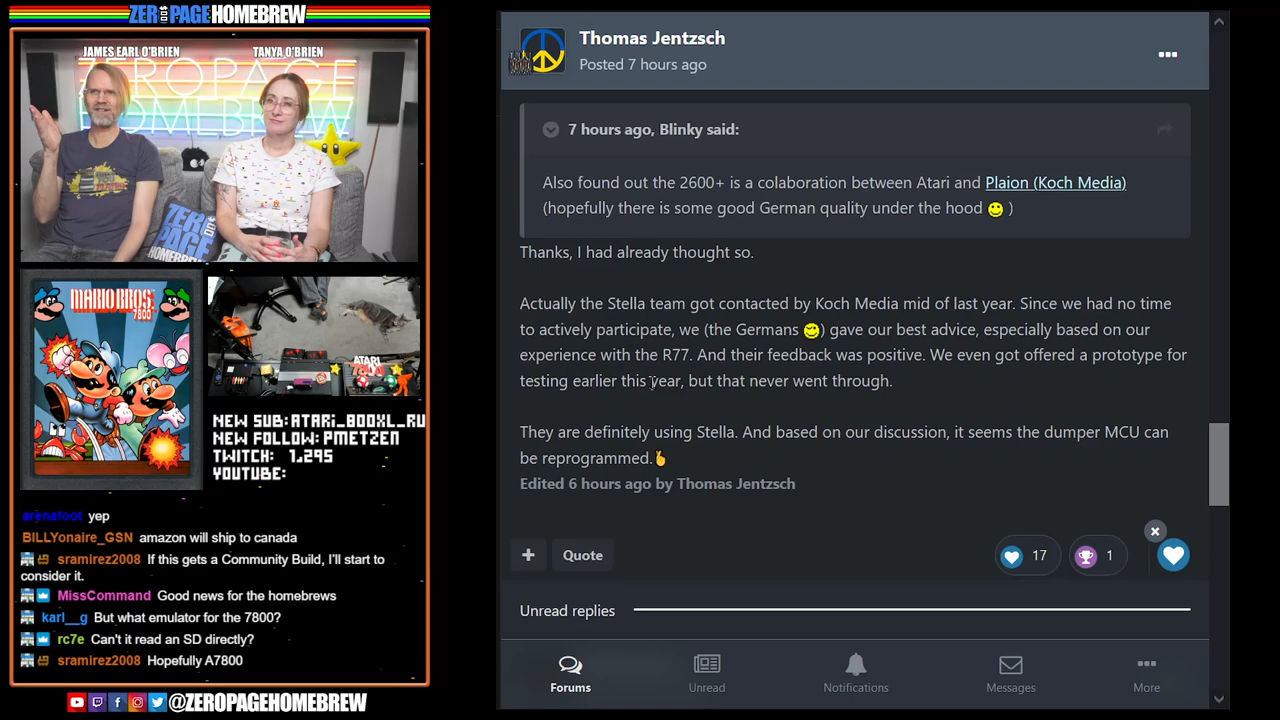 ZEROPAGE HOMEBREW
JAMES EARL O'BRIEN
TANYA O'BRIEN
ZEROPAGE
HOMEBREW
ZERO
PAGE
HOMEBREW
MARIO BROS.
7800
ATARI
7800
NEW SUB:ATARI_800XL_RU
NEW FOLLOW:PMETZEN
TWITCH: 1,295
YOUTUBE:
arenafoot yep
BILLYonaire_GSN amazon will ship to canada
sramirez2008 If this gets a Community Build, I'll start to
consider it.
MissCommand Good news for the homebrews
karl__g But what emulator for the 7800?
rc7e Can't it read an SD directly?
sramirez2008 Hopefully A7800
@ZEROPAGEHOMEBREW
Thomas Jentzsch
Posted 7 hours ago
7 hours ago, Blinky said:
Also found out the 2600+ is a colaboration between Atari and Plaion (Koch Media)
(hopefully there is some good German quality under the hood )
Thanks, I had already thought so.
Actually the Stella team got contacted by Koch Media mid of last year. Since we had no time
to actively participate, we (the Germans ) gave our best advice, especially based on our
experience with the R77. And their feedback was positive. We even got offered a prototype for
testing earlier this year, but that never went through.
They are definitely using Stella. And based on our discussion, it seems the dumper MCU can
be reprogrammed.
Edited 6 hours ago by Thomas Jentzsch
+ Quote
17
1
Unread replies
Forums
Unread
Notifications
Messages
More